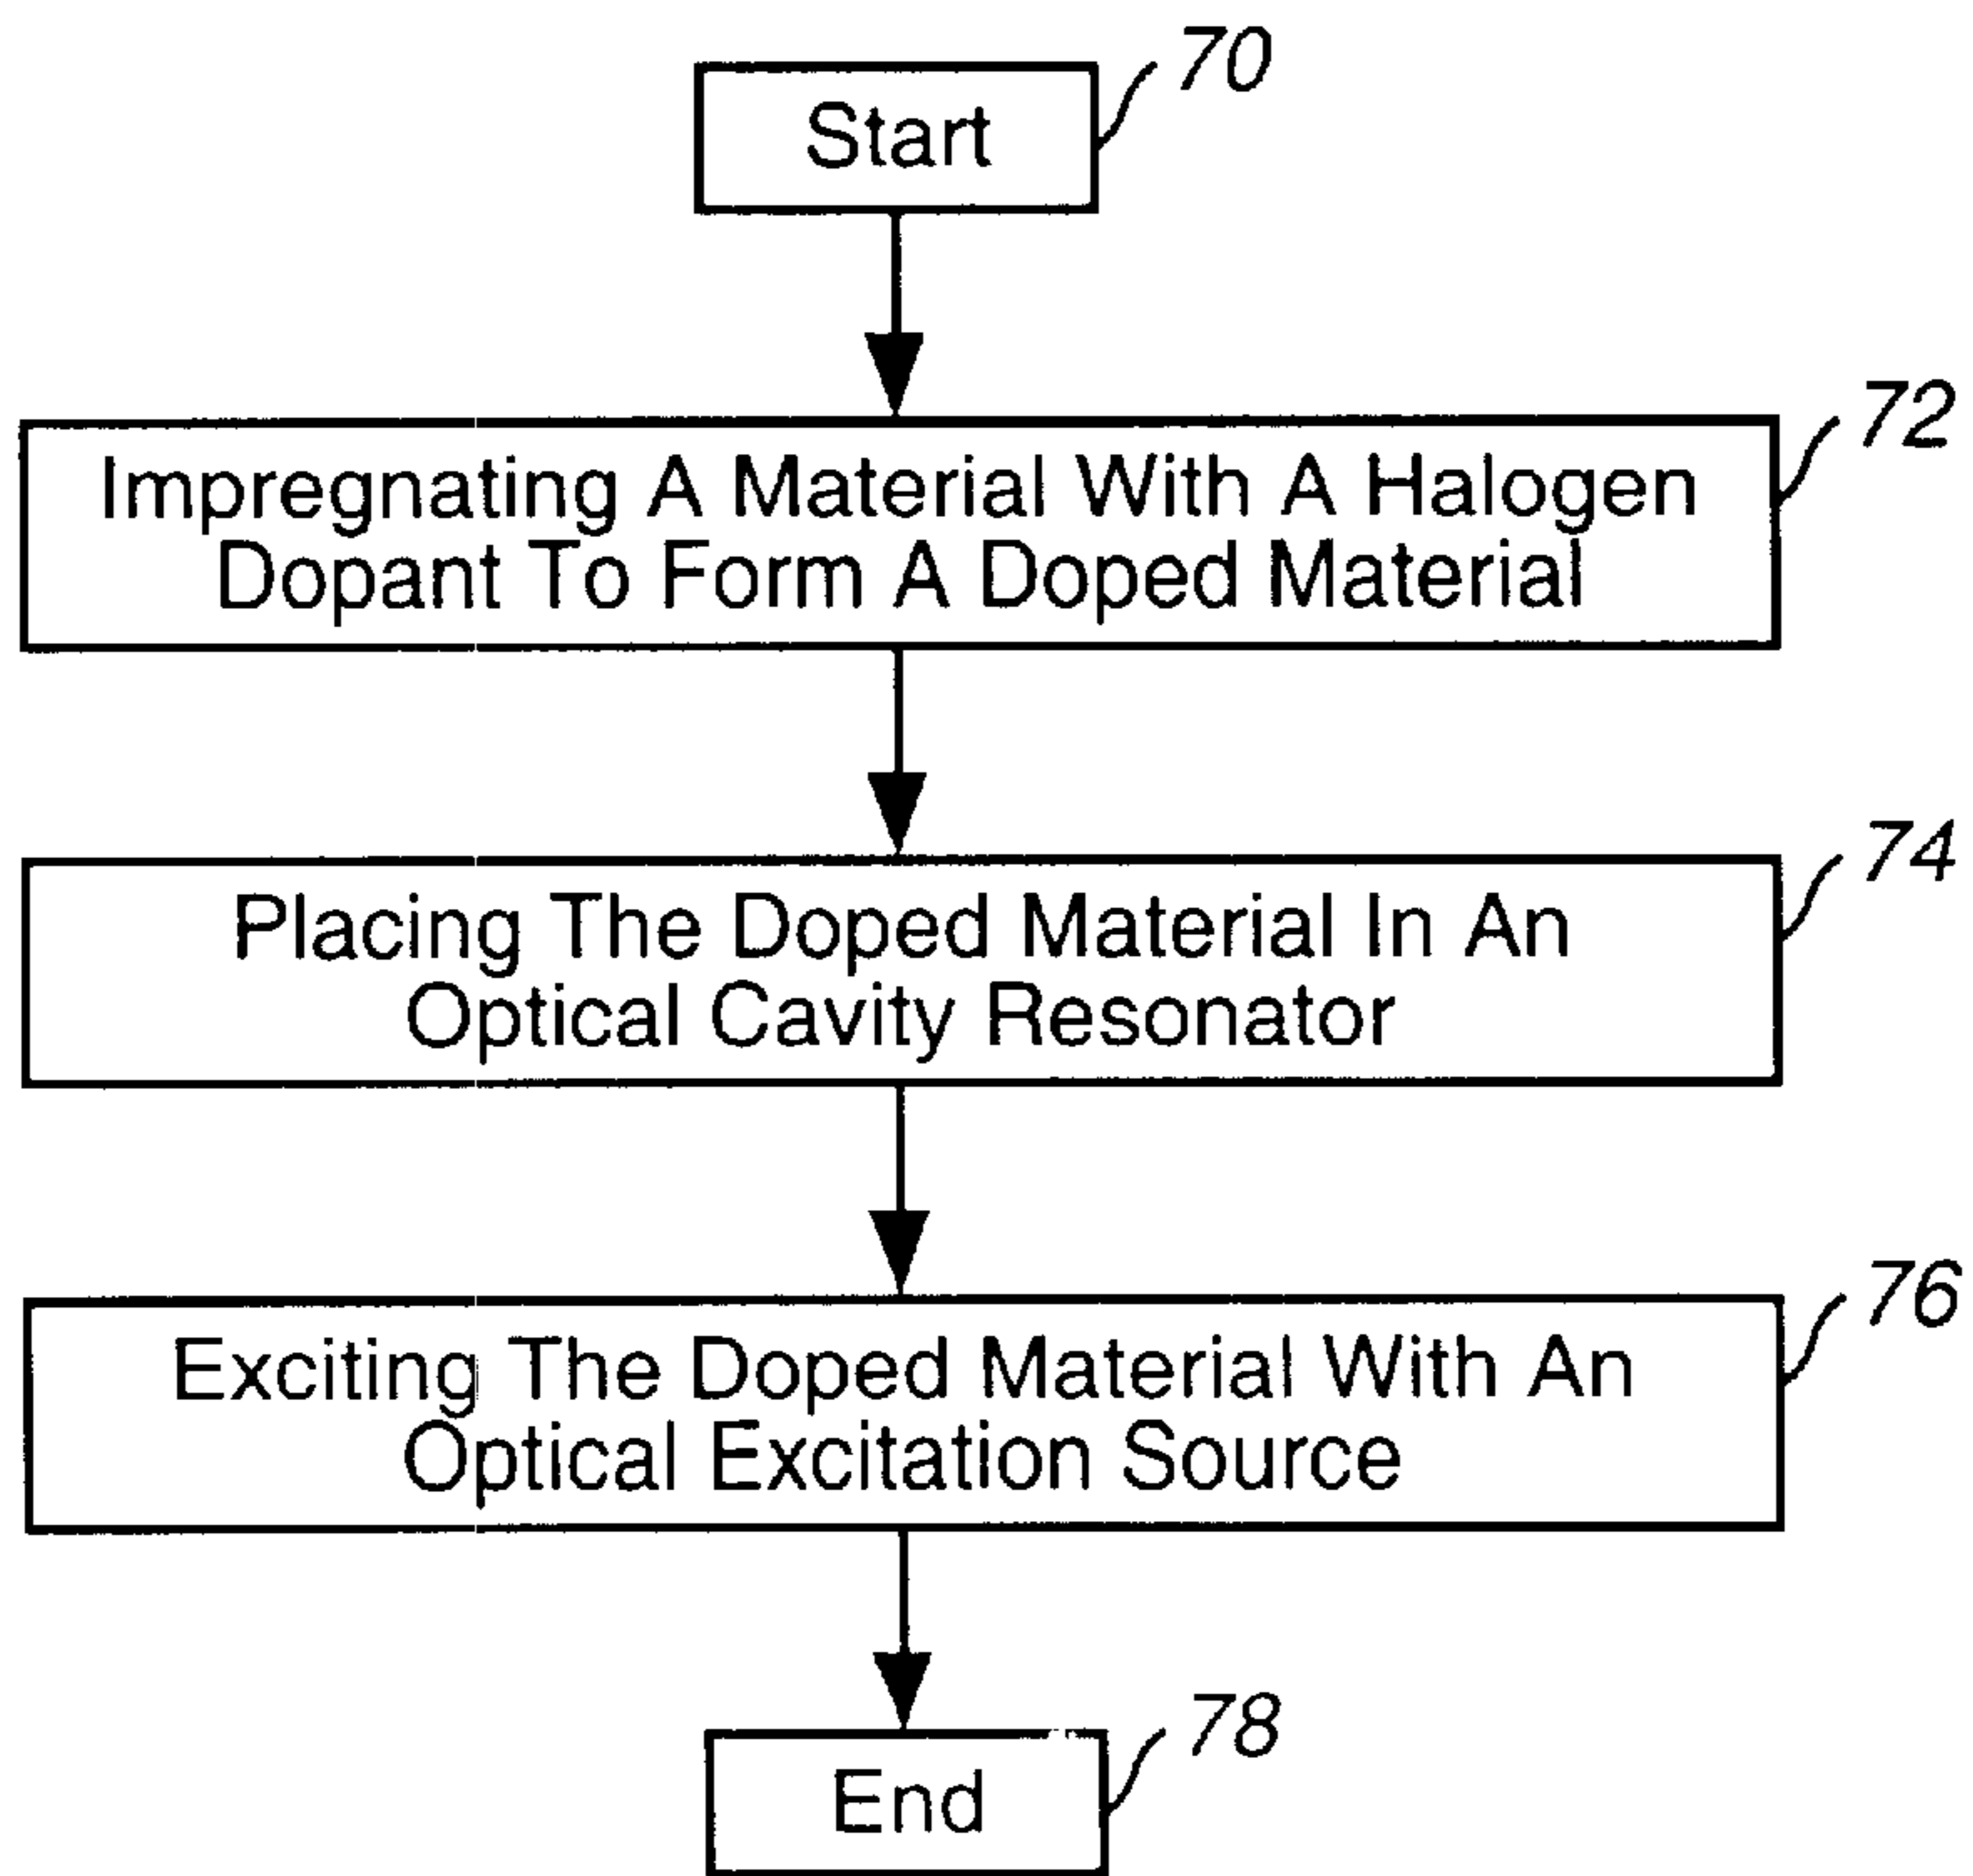 70
Start
72
Impregnating A Material With A Halogen
Dopant To Form A Doped Material
74
Placing The Doped Material In An
Optical Cavity Resonator
76
Exciting The Doped Material With An
Optical Excitation Source
78
End